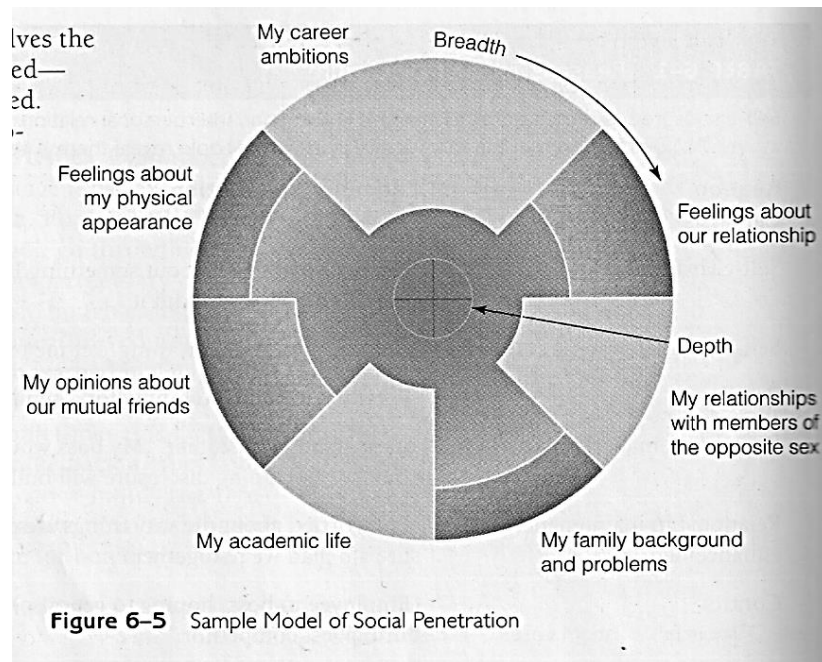 lves the
ed—
ed.
My career
ambitions
Breadth
Feelings about
my physical
appearance
Feelings about
our relationship
Depth
My opinions about
our mutual friends
My relationships
with members of
the opposite sex
My academic life
My family background
and problems
Figure 6–5 Sample Model of Social Penetration